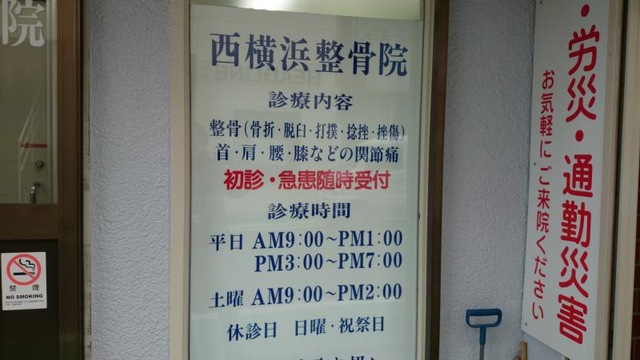 院
西横浜整骨院
診療内容
整骨(骨折・脱臼・打撲・捻挫・挫傷)
首・肩・腰・膝などの関節痛
初診・急患随時受付
診療時間
平日 AM9:00～PM1:00
PM3:00～PM7:00
土曜 AM9:00～PM2:00
休診日 日曜・祝祭日
・労災・通勤災害
お気軽にご来院ください
禁煙
NO SMOKING